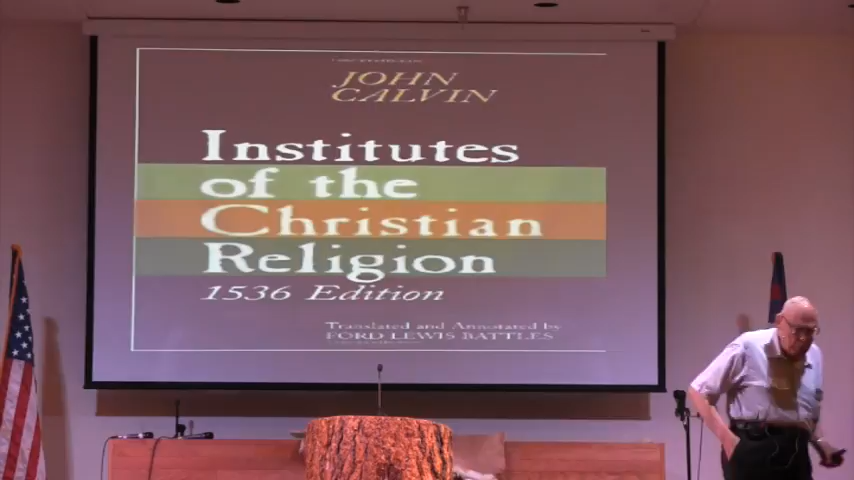 JOHN
CALVIN
Institutes
of the
Christian
Religion
1536 Edition
Translated and Annotated by
FORD LEWIS BATTLES